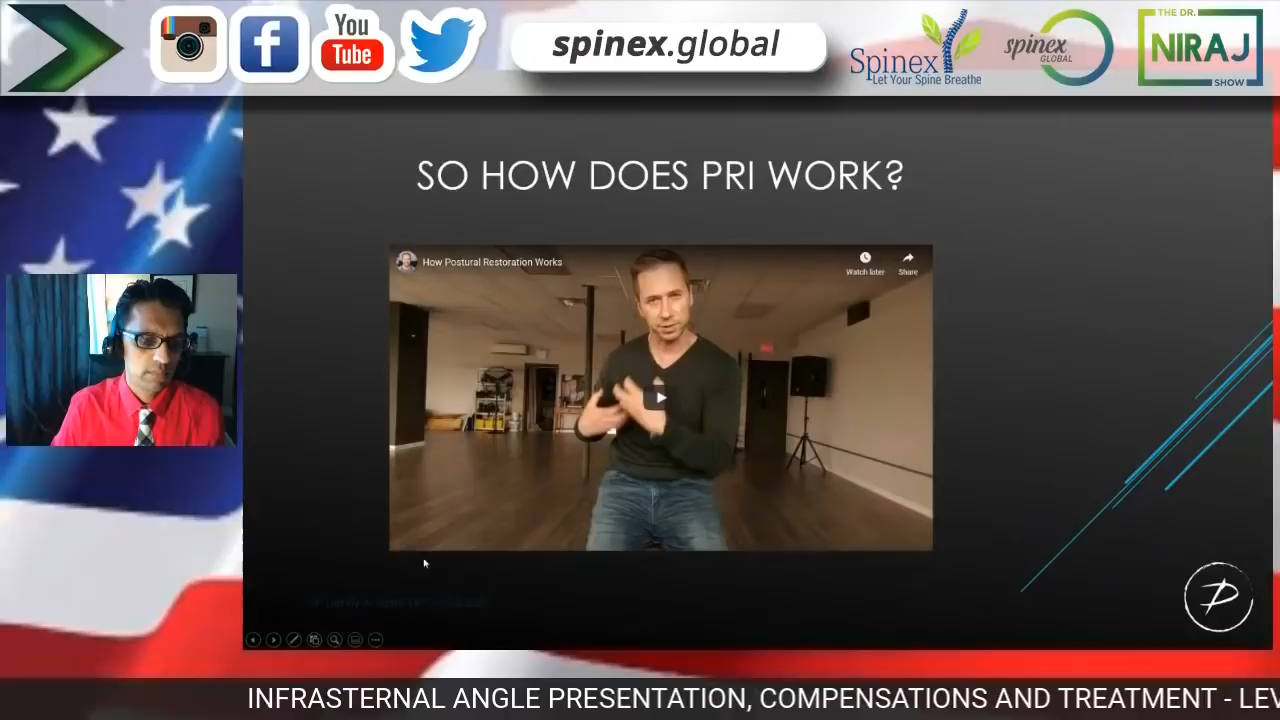 You
Tube
spinex.global
Spinex
Let Your Spine Breathe
spinex
GLOBAL
THE DR.
NIRAJ
SHOW
SO HOW DOES PRI WORK?
How Postural Restoration Works
Watch later
Share
INFRASTERNAL ANGLE PRESENTATION, COMPENSATIONS AND TREATMENT - LEV